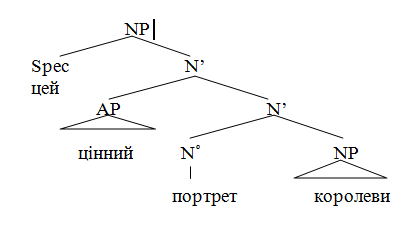 NP
Spec N’
цей
AP N’
цінний N˚ NP
портрет королеви